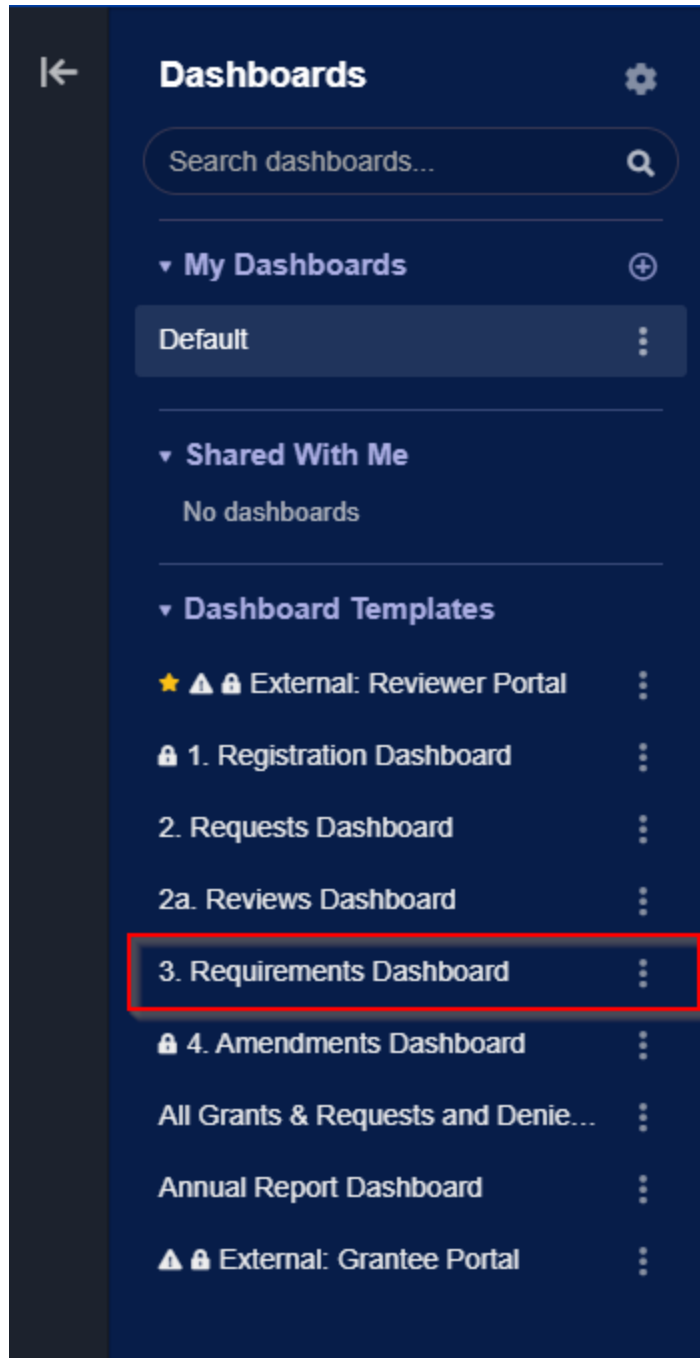 Dashboards
Search dashboards...
My Dashboards
Default
Shared With Me
No dashboards
Dashboard Templates
External: Reviewer Portal
1. Registration Dashboard
2. Requests Dashboard
2a. Reviews Dashboard
3. Requirements Dashboard
4. Amendments Dashboard
All Grants & Requests and Denie...
Annual Report Dashboard
External: Grantee Portal